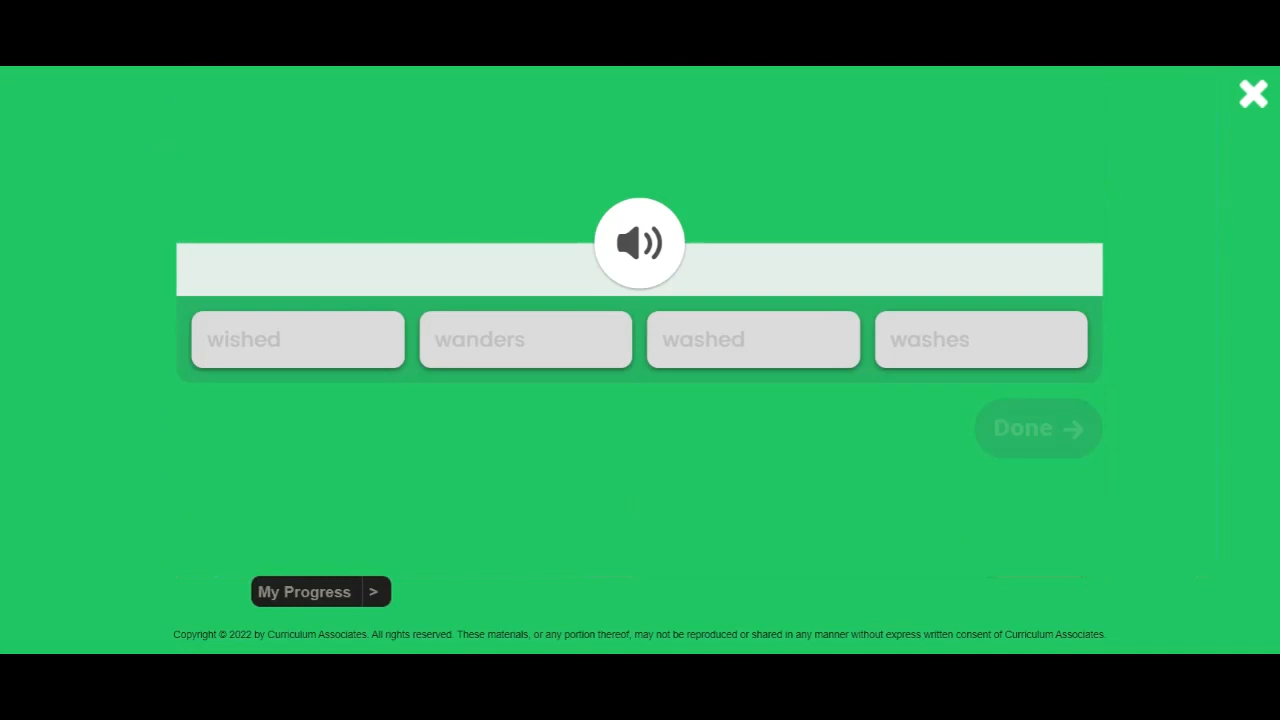 wished wanders washed washes
Done
My Progress >
Copyright © 2022 by Curriculum Associates. All rights reserved. These materials, or any portion thereof, may not be reproduced or shared in any manner without express written consent of Curriculum Associates.